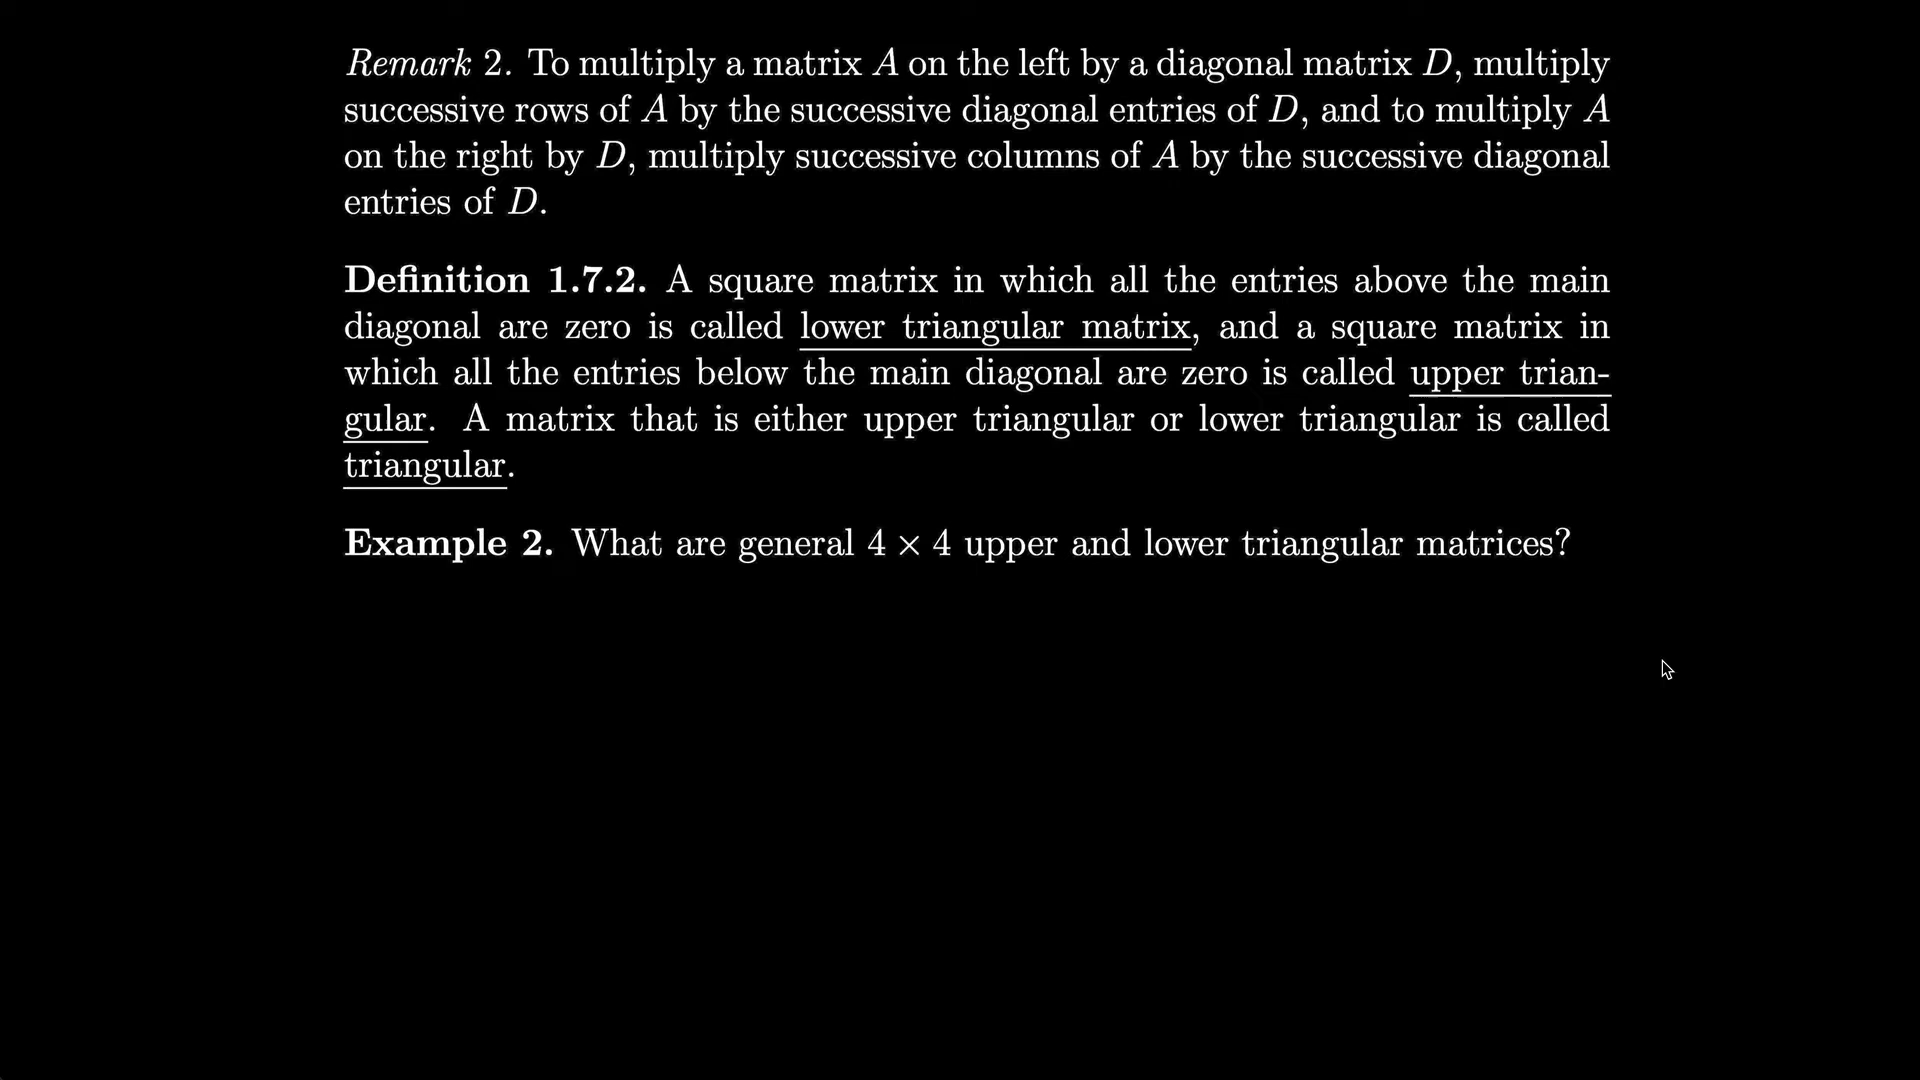 Remark 2. To multiply a matrix A on the left by a diagonal matrix D, multiply
successive rows of A by the successive diagonal entries of D, and to multiply A
on the right by D, multiply successive columns of A by the successive diagonal
entries of D.
Definition 1.7.2. A square matrix in which all the entries above the main
diagonal are zero is called lower triangular matrix, and a square matrix in
which all the entries below the main diagonal are zero is called upper trian-
gular. A matrix that is either upper triangular or lower triangular is called
triangular.
Example 2. What are general 4 × 4 upper and lower triangular matrices?